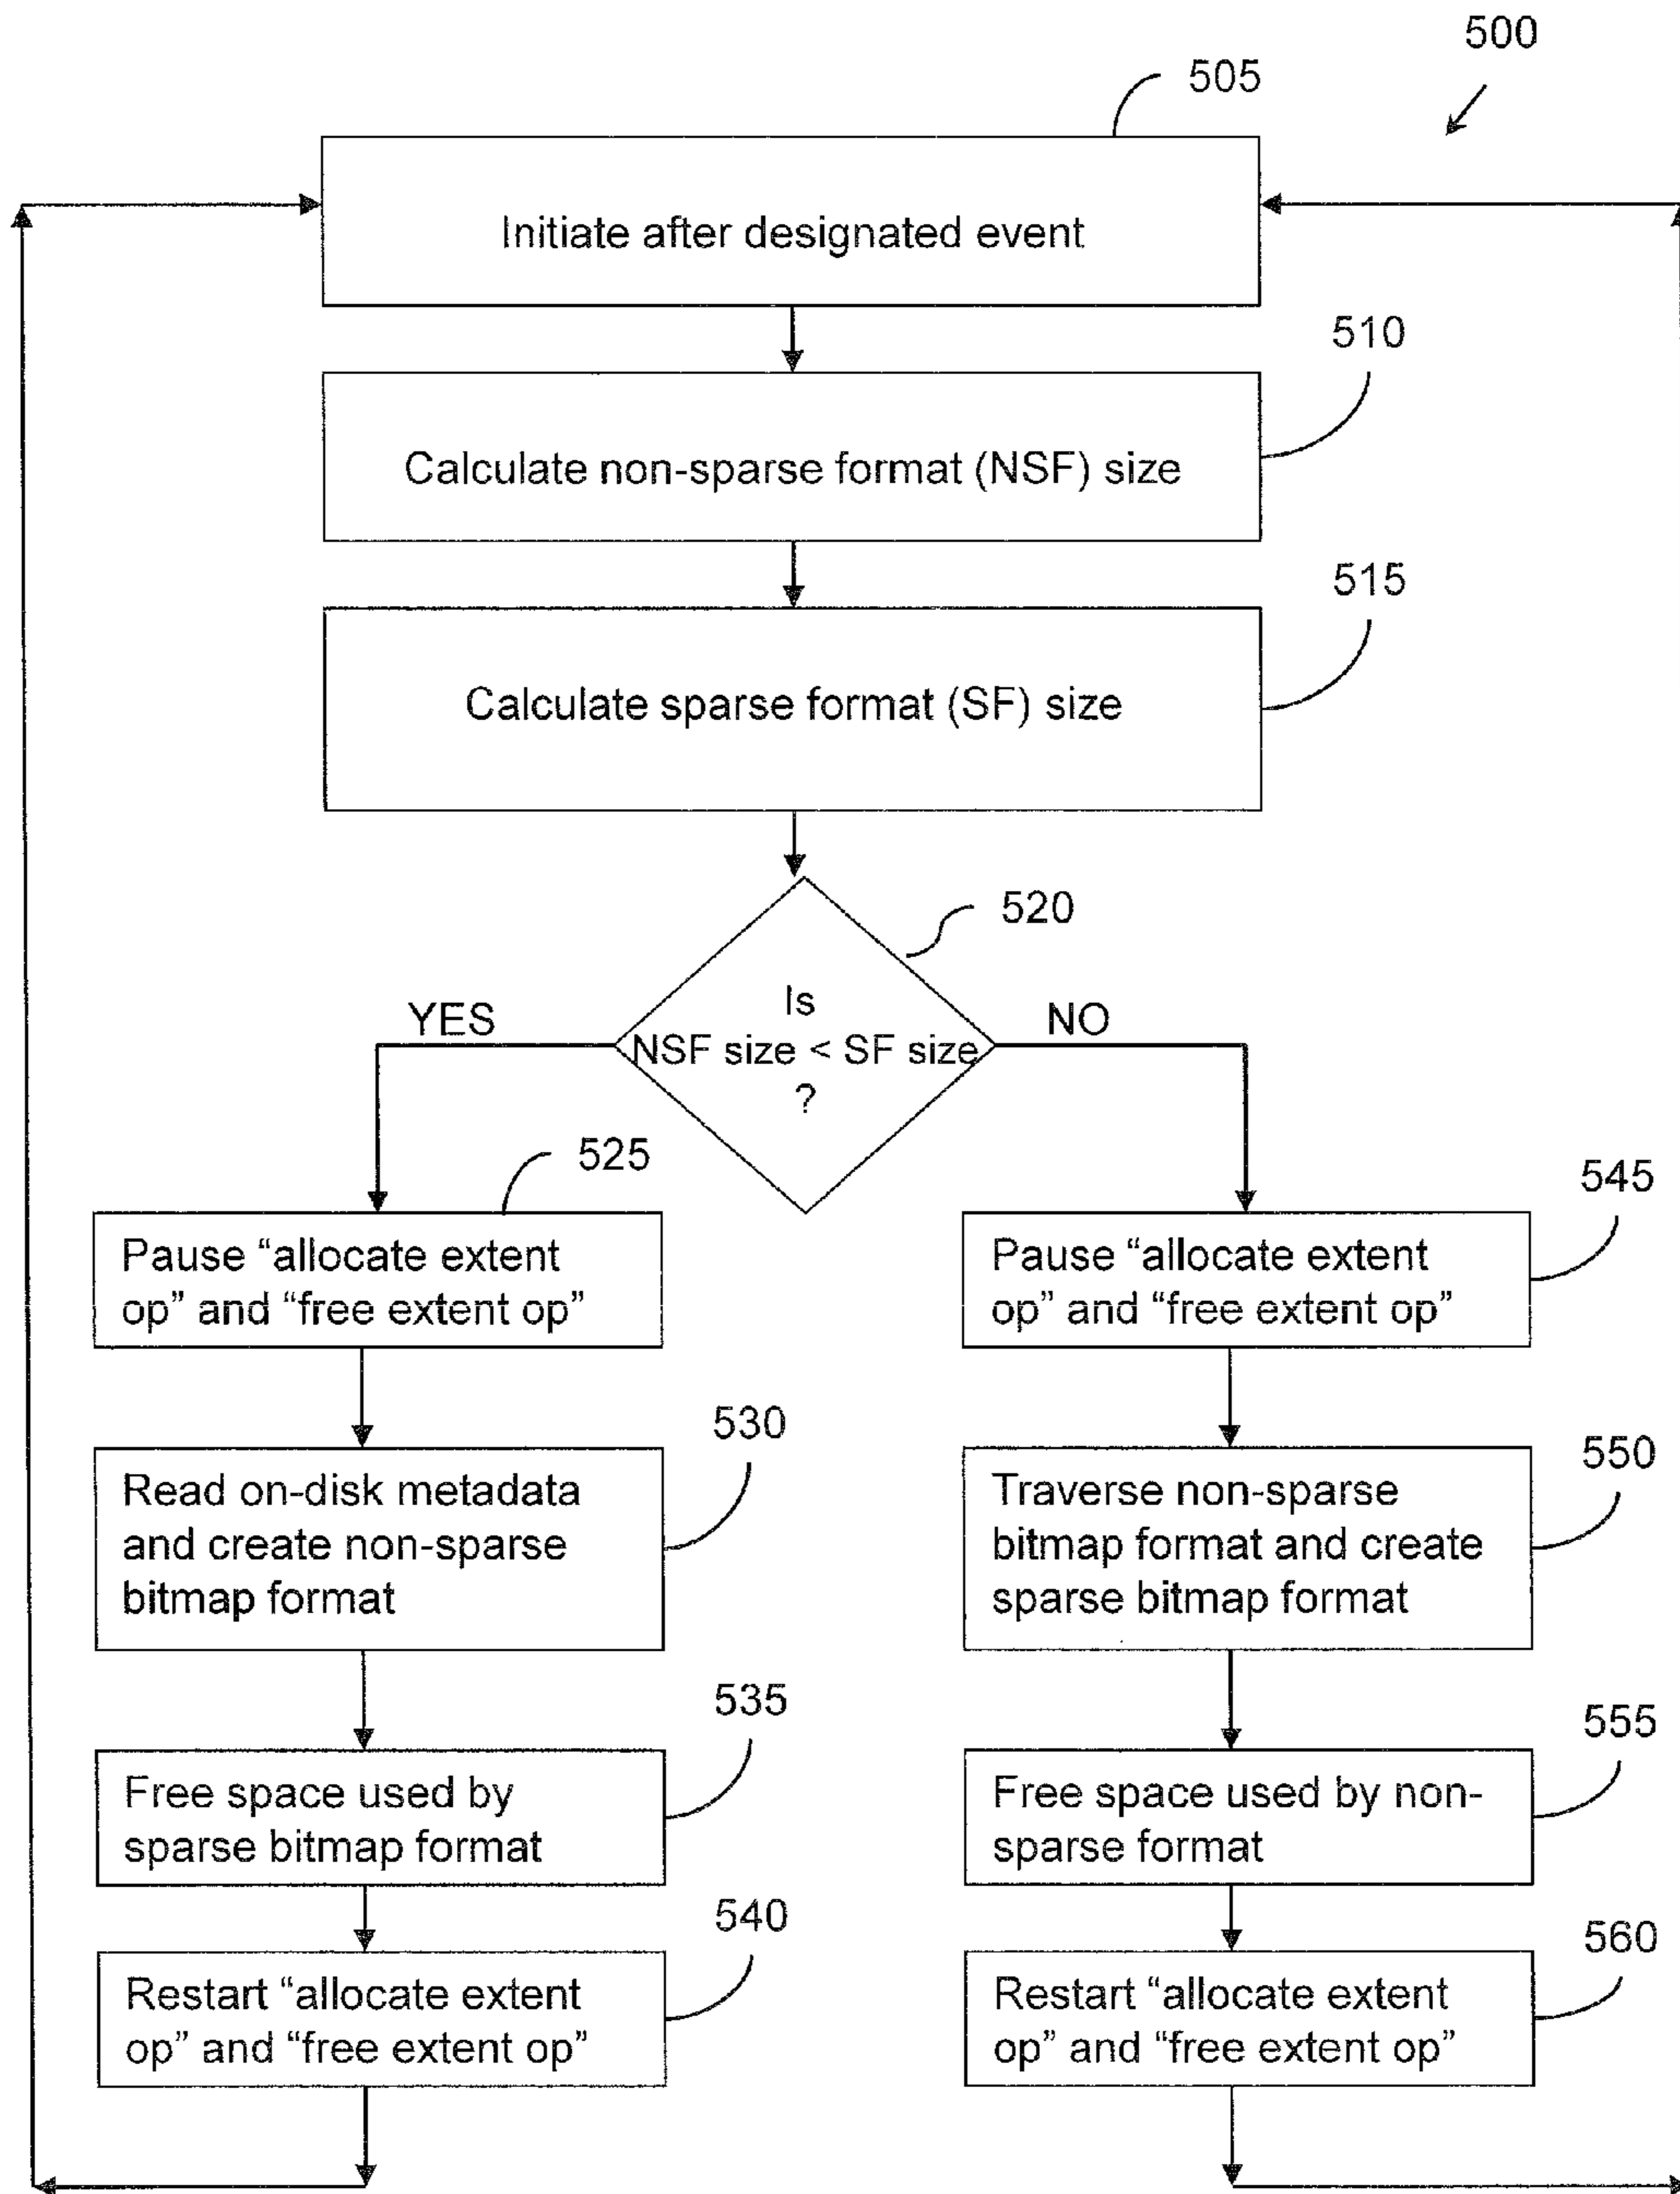 500
505
Initiate after designated event
510
Calculate non-sparse format (NSF) size
515
Calculate sparse format (SF) size
520
Is
NSF size < SF size
?
YES
NO
525
Pause “allocate extent
op” and “free extent op”
545
Pause “allocate extent
op” and “free extent op”
530
Read on-disk metadata
and create non-sparse
bitmap format
550
Traverse non-sparse
bitmap format and create
sparse bitmap format
535
Free space used by
sparse bitmap format
555
Free space used by non-
sparse format
540
Restart “allocate extent
op” and “free extent op”
560
Restart “allocate extent
op” and “free extent op”